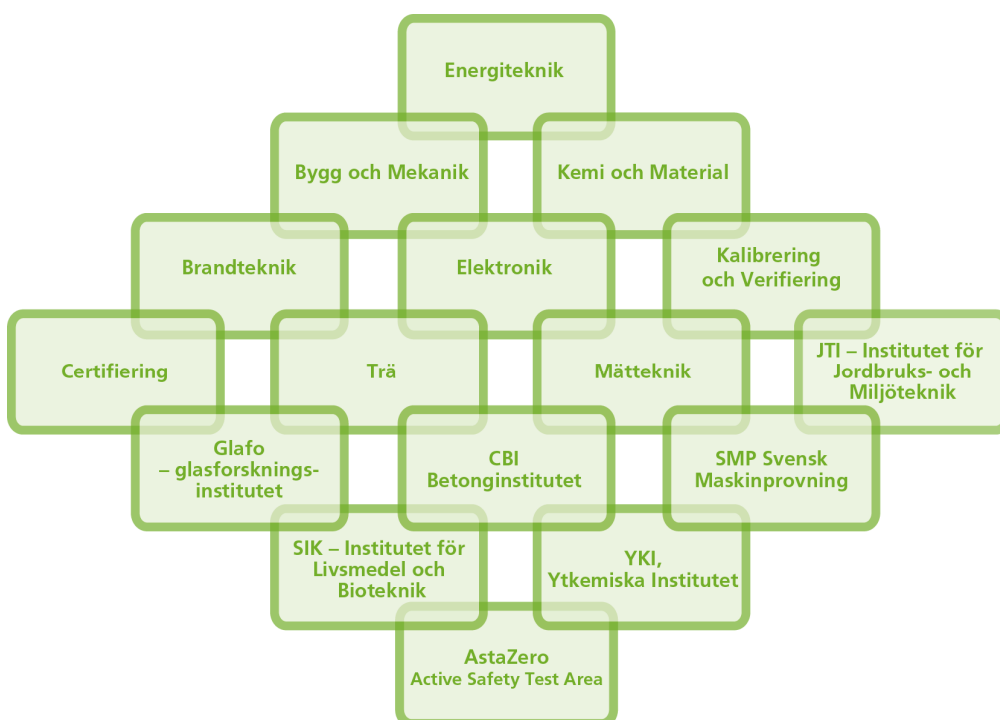 Energiteknik
Bygg och Mekanik
Kemi och Material
Brandteknik
Elektronik
Kalibrering
och Verifiering
Certifiering
Trä
Mätteknik
JTI – Institutet för
Jordbruks- och
Miljöteknik
Glafo
– glasforsknings-
institutet
CBI
Betonginstitutet
SMP Svensk
Maskinprovning
SIK – Institutet för
Livsmedel och
Bioteknik
YKI,
Ytkemiska Institutet
AstaZero
Active Safety Test Area